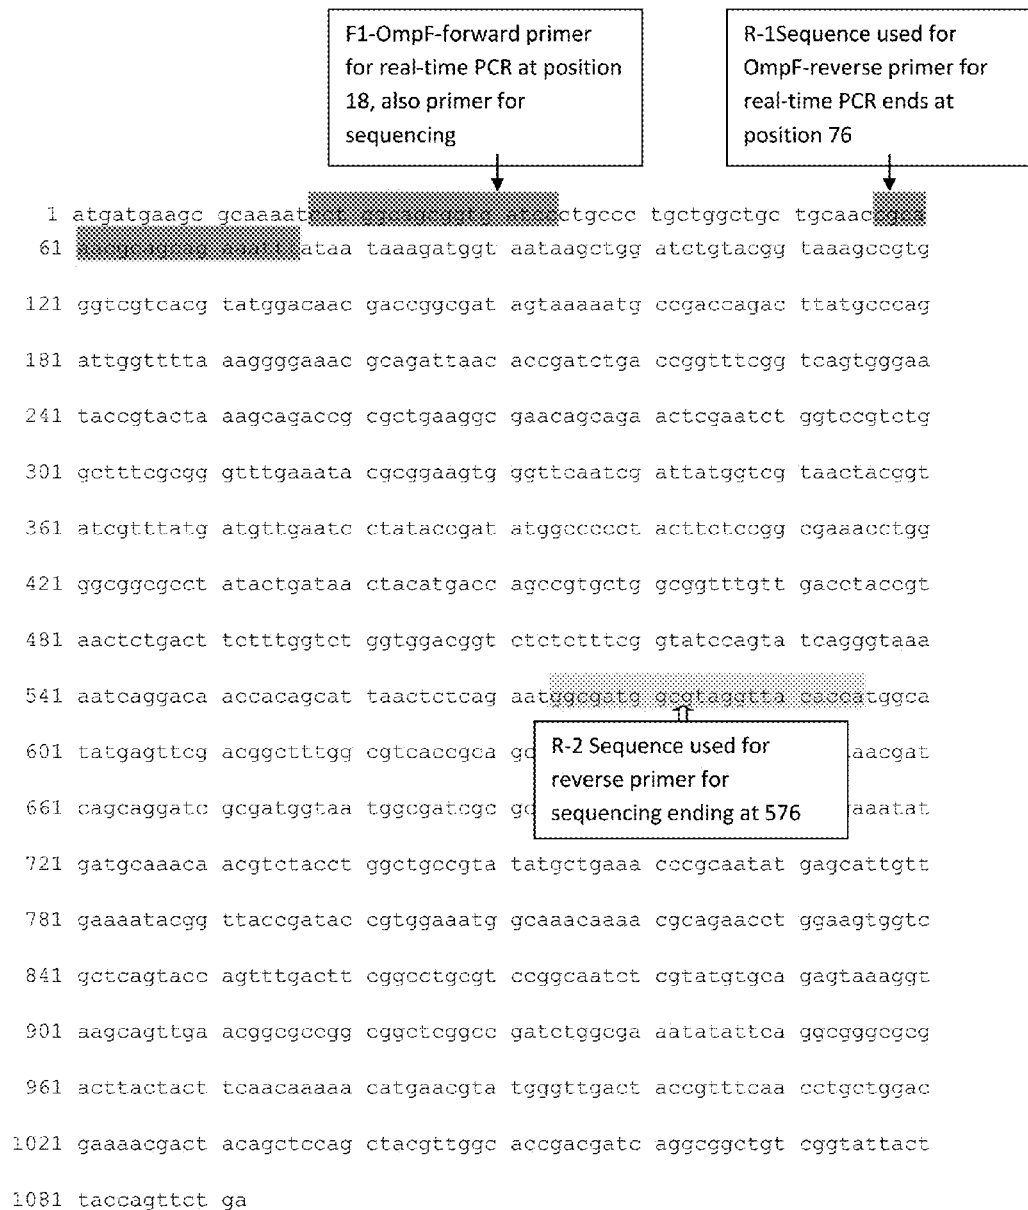 F1-OmpF-forward primer
for real-time PCR at position
18, also primer for
sequencing
R-1Sequence used for
OmpF-reverse primer for
real-time PCR ends at
position 76
1 atgatgaagc gcaaaat ctgccc tgctggctgc tgcaac
61 ataa taaagatggt aataagctgg atctgtacgg taaagccgtg
121 ggtcgtcacg tatggacaac gaccggcgat agtaaaaatg ccgaccagac ttatgcccag
181 attggtttta aaggggaaac gcagattaac accgatctga ccggtttcgg tcagtgggaa
241 taccgtacta aagcagaccg cgctgaaggc gaacagcaga actcgaatct ggtccgtctg
301 gctttcgcgg gtttgaaata cgcggaagtg ggttcaatcg attatggtcg taactacggt
361 atcgtttatg atgttgaatc ctataccgat atggccccct acttctccgg cgaaacctgg
421 ggcggcgcct atactgataa ctacatgacc agccgtgctg gcggtttgtt gacctaccgt
481 aactctgact tctttggtct ggtggacggt ctctctttcg gtatccagta tcagggtaaa
541 aatcaggaca accacagcat taactctcag aatggcgatg gcgtaggtta caccatggca
R-2 Sequence used for
reverse primer for
sequencing ending at 576
601 tatgagttcg acggctttgg cgtcaccgca gc aacgat
661 cagcaggatc gcgatggtaa tggcgatcgc gc aaatat
721 gatgcaaaca acgtctacct ggctgccgta tatgctgaaa cccgcaatat gagcattgtt
781 gaaaatacgg ttaccgatac cgtggaaatg gcaaacaaaa cgcagaacct ggaagtggtc
841 gctcagtacc agtttgactt cggcctgcgt ccggcaatct cgtatgtgca gagtaaaggt
901 aagcagttga acggcgccgg cggctcggcc gatctggcga aatatattca ggcgggcgcg
961 acttactact tcaacaaaaa catgaacgta tgggttgact accgtttcaa cctgctggac
1021 gaaaacgact acagctccag ctacgttggc accgacgatc aggcggctgt cggtattact
1081 taccagttct ga